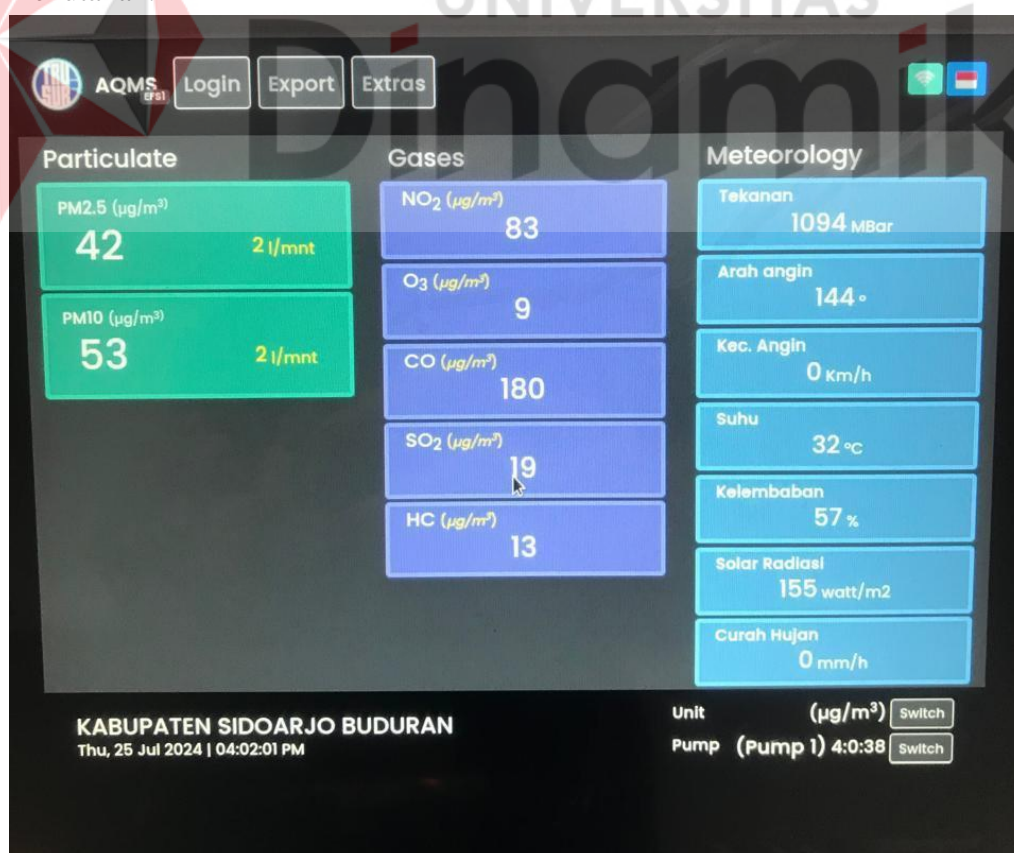 UNIVERSITAS
Dinamik
TRU
SUB
AQMS
EFS1
Login
Export
Extras
Particulate
PM2.5 (µg/m³)
42 2 l/mnt
PM10 (µg/m³)
53 2 l/mnt
Gases
NO₂ (µg/m³)
83
O₃ (µg/m³)
9
CO (µg/m³)
180
SO₂ (µg/m³)
19
HC (µg/m³)
13
Meteorology
Tekanan
1094 MBar
Arah angin
144 °
Kec. Angin
0 Km/h
Suhu
32 °C
Kelembaban
57 %
Solar Radiasi
155 watt/m2
Curah Hujan
0 mm/h
KABUPATEN SIDOARJO BUDURAN
Thu, 25 Jul 2024 | 04:02:01 PM
Unit (µg/m³) Switch
Pump (Pump 1) 4:0:38 Switch